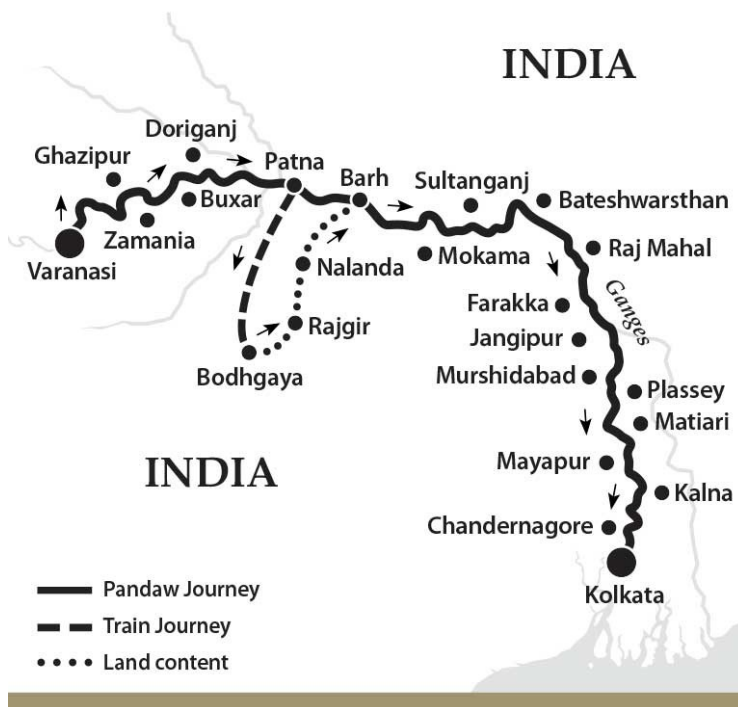 INDIA
Doriganj
Ghazipur
Patna
Barh
Sultanganj
Buxar
Bateshwarsthan
Zamania
Varanasi
Nalanda
Mokama
Raj Mahal
Ganges
Farakka
Rajgir
Jangipur
Bodhgaya
Murshidabad
Plassey
Matiari
INDIA
Mayapur
Kalna
Chandernagore
Kolkata
Pandaw Journey
Train Journey
Land content